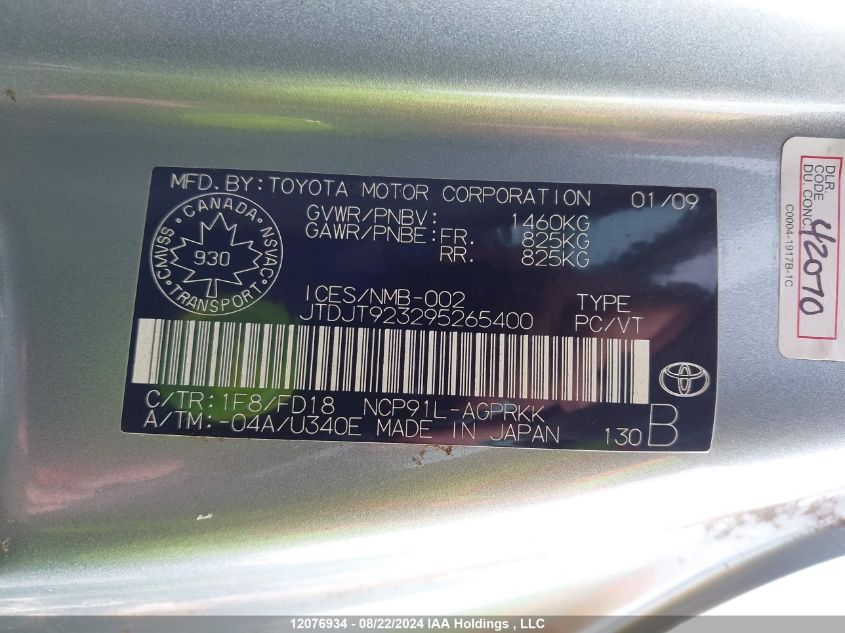 MFD. BY: TOYOTA MOTOR CORPORATION 01/09
GVWR/PNBV: 1460KG
GAWR/PNBE: FR. 825KG
RR. 825KG
CANADA
CMVSS 930 NSVAC
TRANSPORT
ICES/NMB-002 TYPE
JTDJT923295265400 PC/VT
C/TR: 1F8/FD18 NCP91L-AGPRKK
A/TM: -04A/U340E MADE IN JAPAN 130 B
DLR.
CODE
DU. CONC.
42070
C0004-1917B-1C
12076934 - 08/22/2024 IAA Holdings , LLC